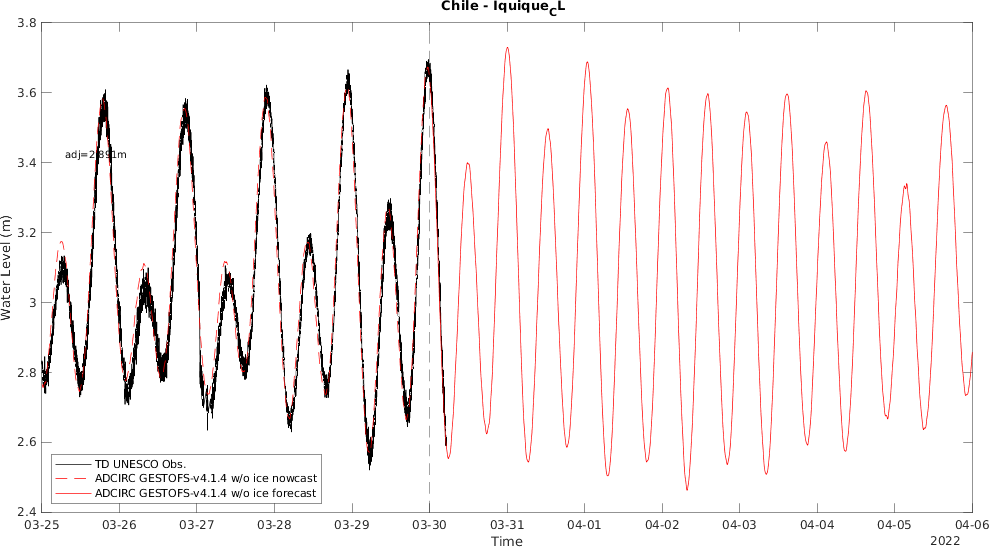 Chile - Iquique_CL
3.8
3.6
3.4
3.2
3
2.8
2.6
2.4
Water Level (m)
adj=2.891m
TD UNESCO Obs.
ADCIRC GESTOFS-v4.1.4 w/o ice nowcast
ADCIRC GESTOFS-v4.1.4 w/o ice forecast
03-25 03-26 03-27 03-28 03-29 03-30 03-31 04-01 04-02 04-03 04-04 04-05 04-06
Time
2022